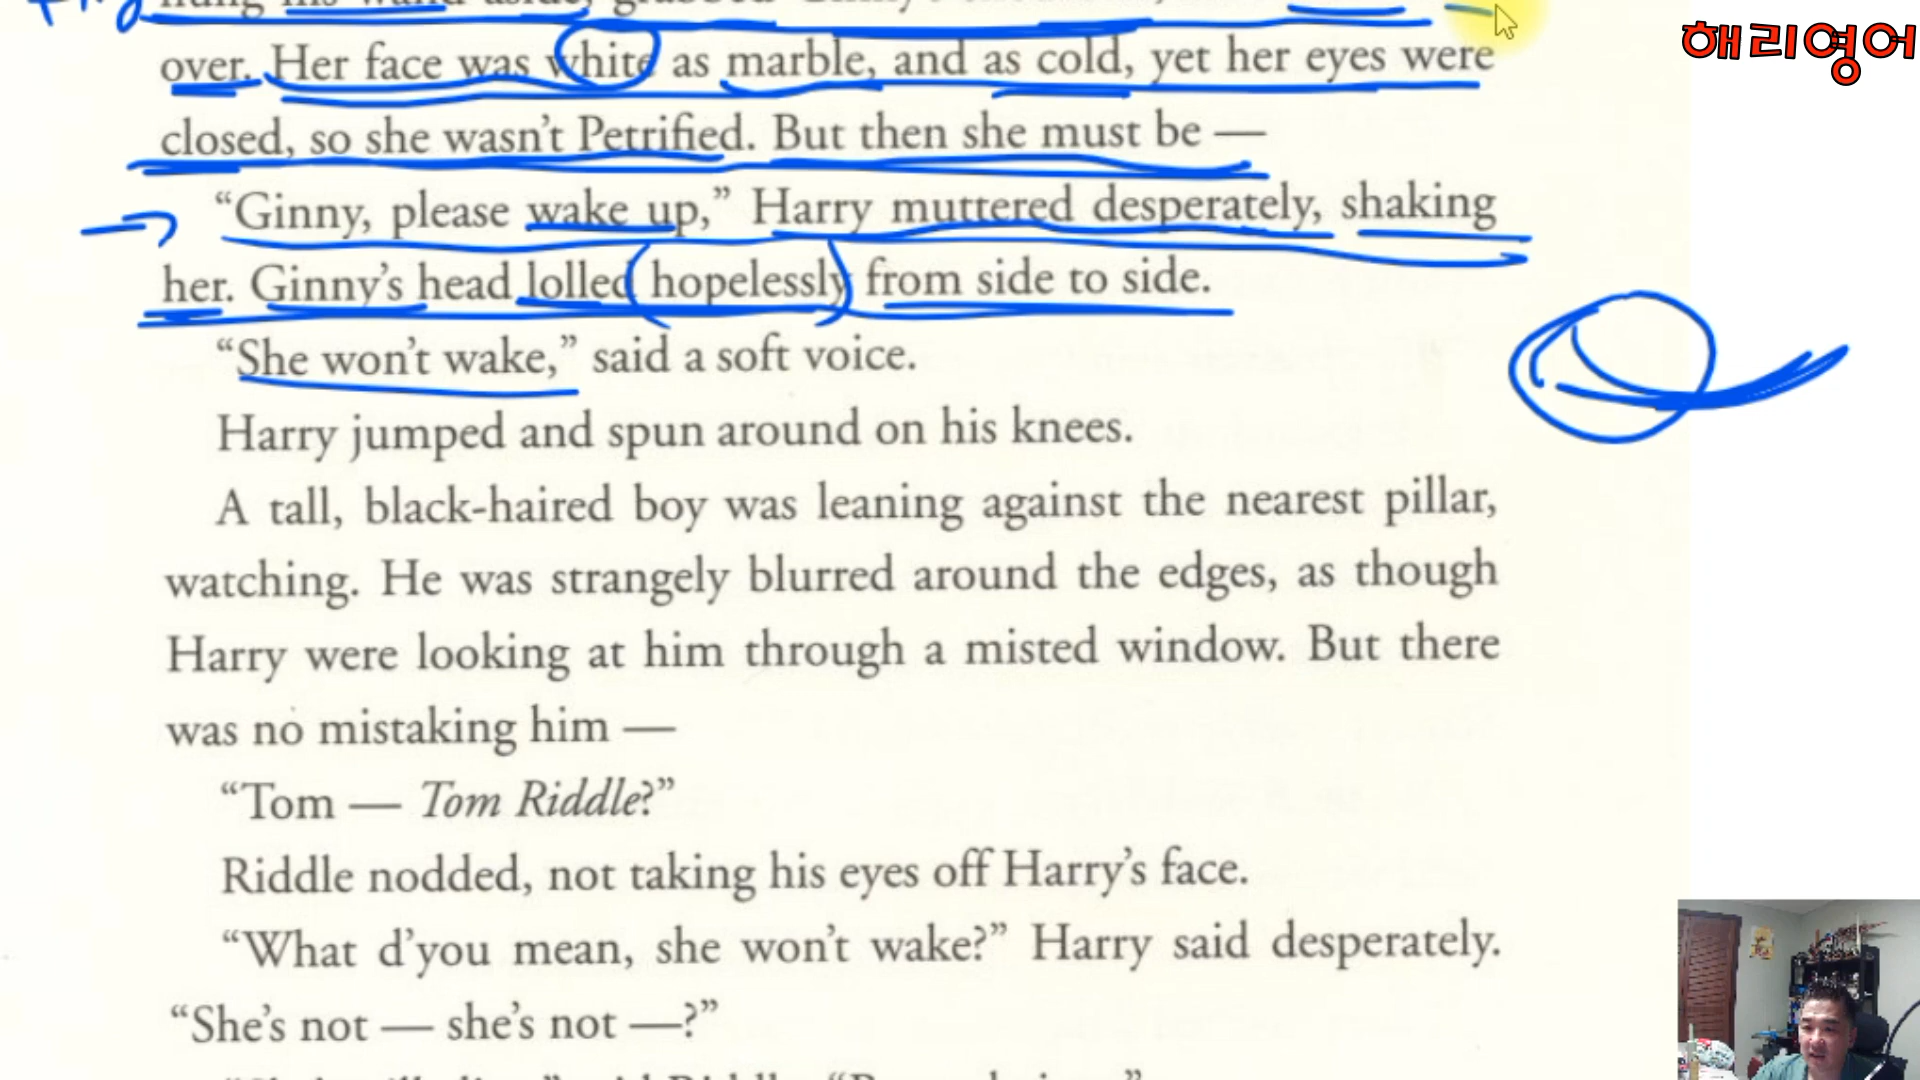 해리영어
over. Her face was white as marble, and as cold, yet her eyes were
closed, so she wasn't Petrified. But then she must be —
“Ginny, please wake up,” Harry muttered desperately, shaking
her. Ginny's head lolled hopelessly from side to side.
“She won't wake,” said a soft voice.
Harry jumped and spun around on his knees.
A tall, black-haired boy was leaning against the nearest pillar,
watching. He was strangely blurred around the edges, as though
Harry were looking at him through a misted window. But there
was no mistaking him —
“Tom — Tom Riddle?”
Riddle nodded, not taking his eyes off Harry's face.
“What d'you mean, she won't wake?” Harry said desperately.
“She's not — she's not —?”